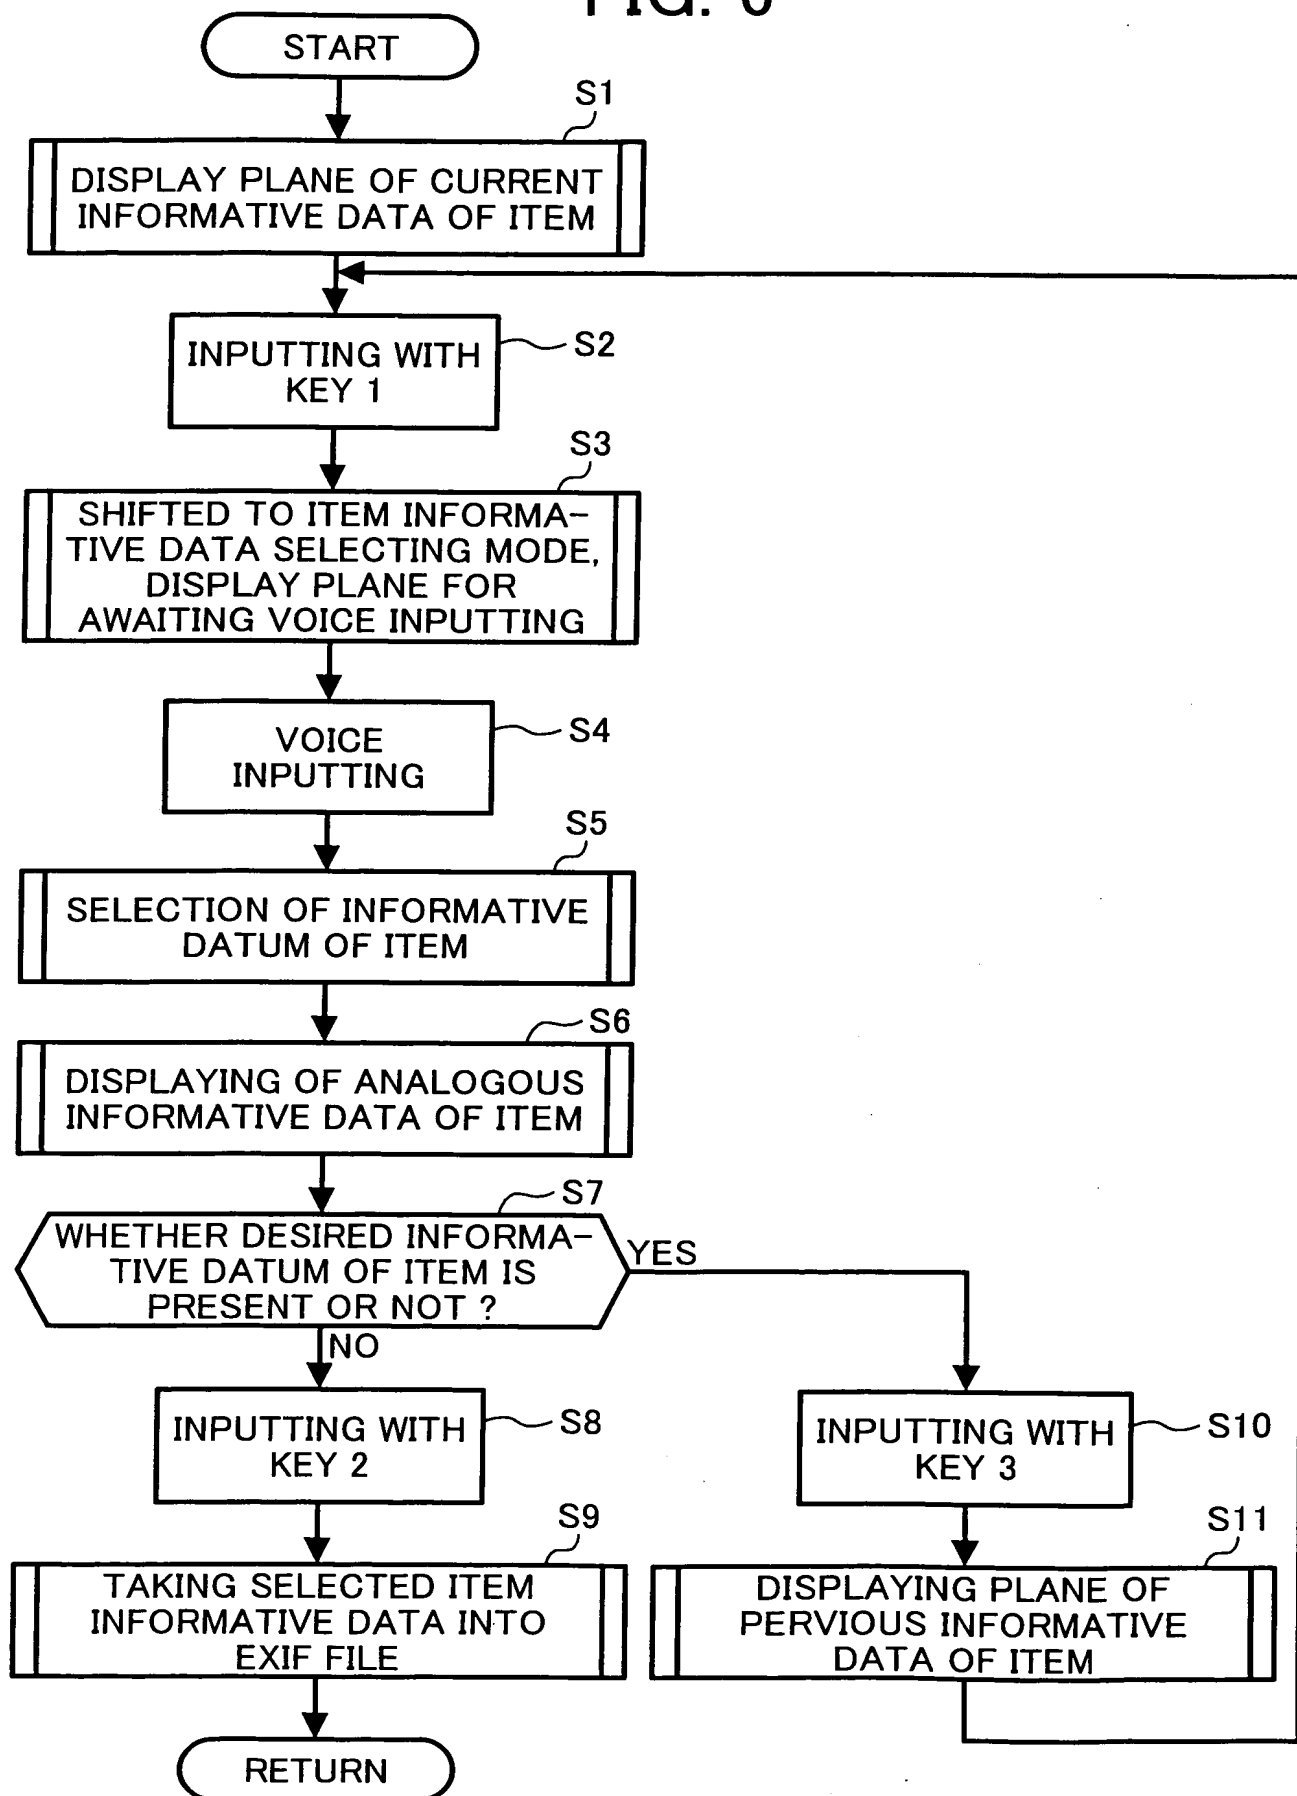 START
S1
DISPLAY PLANE OF CURRENT
INFORMATIVE DATA OF ITEM
INPUTTING WITH
KEY 1
S2
S3
SHIFTED TO ITEM INFORMA-
TIVE DATA SELECTING MODE,
DISPLAY PLANE FOR
AWAITING VOICE INPUTTING
VOICE
INPUTTING
S4
S5
SELECTION OF INFORMATIVE
DATUM OF ITEM
S6
DISPLAYING OF ANALOGOUS
INFORMATIVE DATA OF ITEM
S7
WHETHER DESIRED INFORMA-
TIVE DATUM OF ITEM IS
PRESENT OR NOT ?
YES
NO
INPUTTING WITH
KEY 2
S8
S9
TAKING SELECTED ITEM
INFORMATIVE DATA INTO
EXIF FILE
RETURN
INPUTTING WITH
KEY 3
S10
S11
DISPLAYING PLANE OF
PERVIOUS INFORMATIVE
DATA OF ITEM